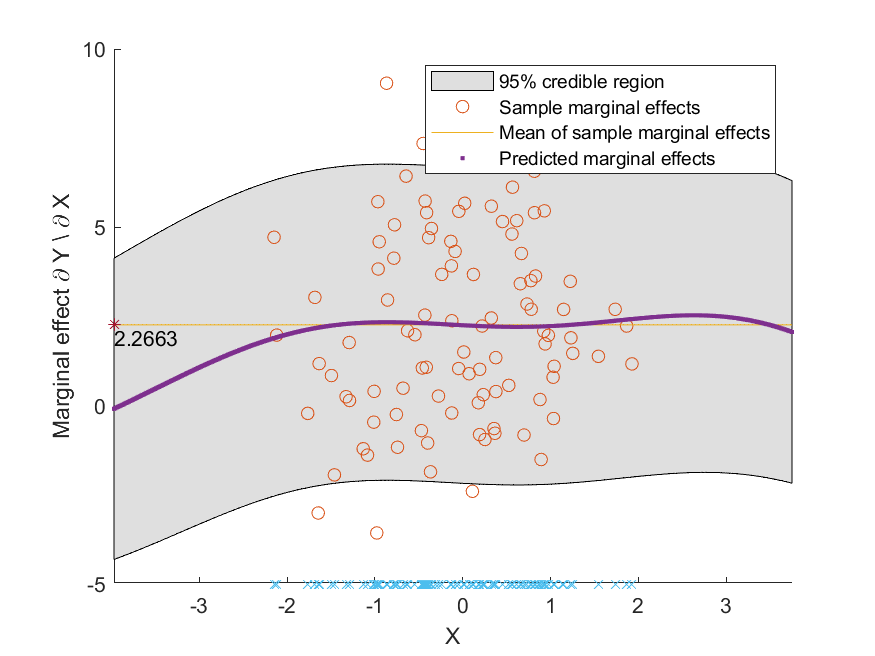 10
95% credible region
Sample marginal effects
Mean of sample marginal effects
Predicted marginal effects
5
2.2663
0
-5
-3
-2
-1
0
1
2
3
X
Marginal effect ∂ Y \ ∂ X